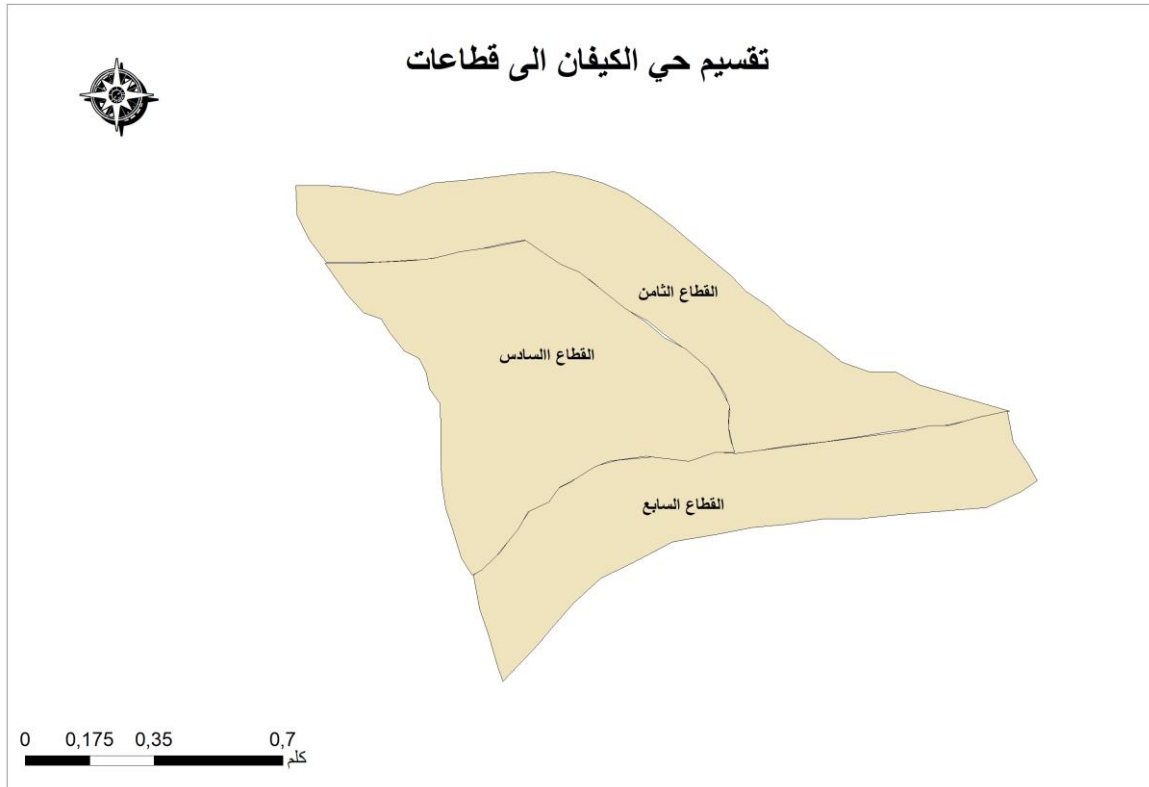 تقسيم حي الكيفان الى قطاعات
القطاع الثامن
القطاع االسادس
القطاع السابع
0 0,175 0,35 0,7
كلم